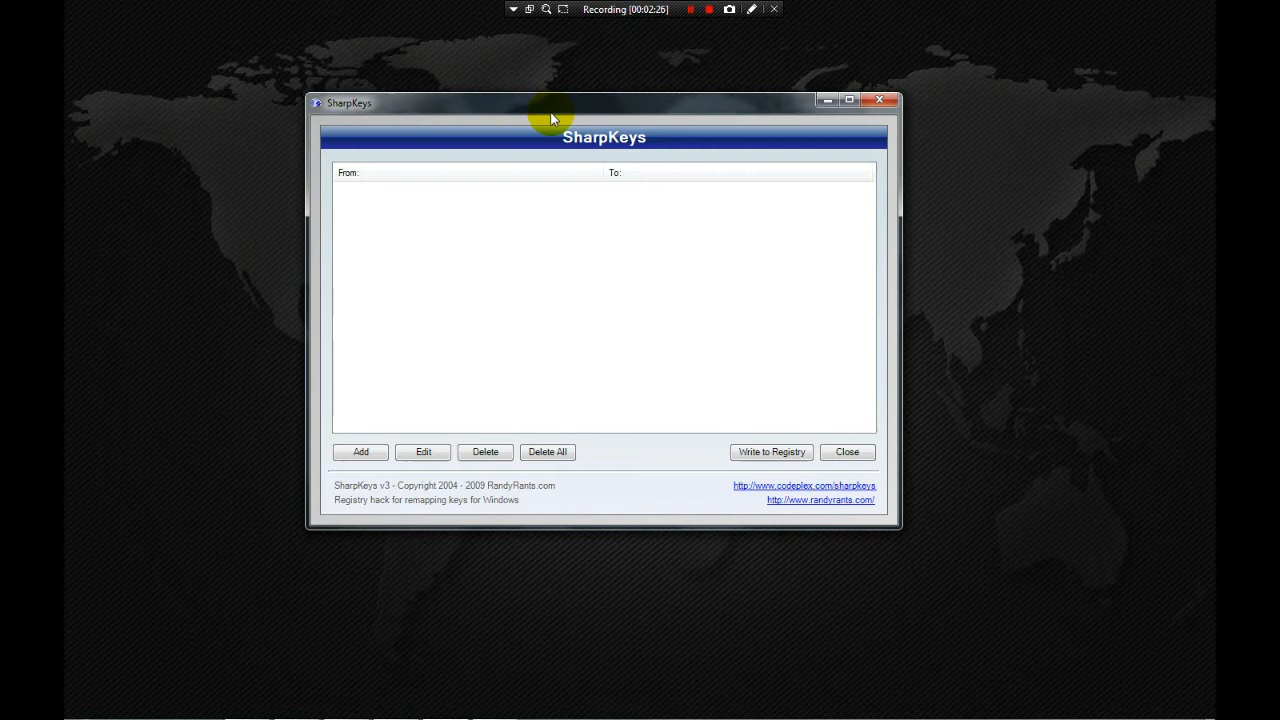 Recording [00:02:26]
SharpKeys
SharpKeys
From: To:
Add Edit Delete Delete All Write to Registry Close
SharpKeys v3 - Copyright 2004 - 2009 RandyRants.com http://www.codeplex.com/sharpkeys
Registry hack for remapping keys for Windows http://www.randyrants.com/